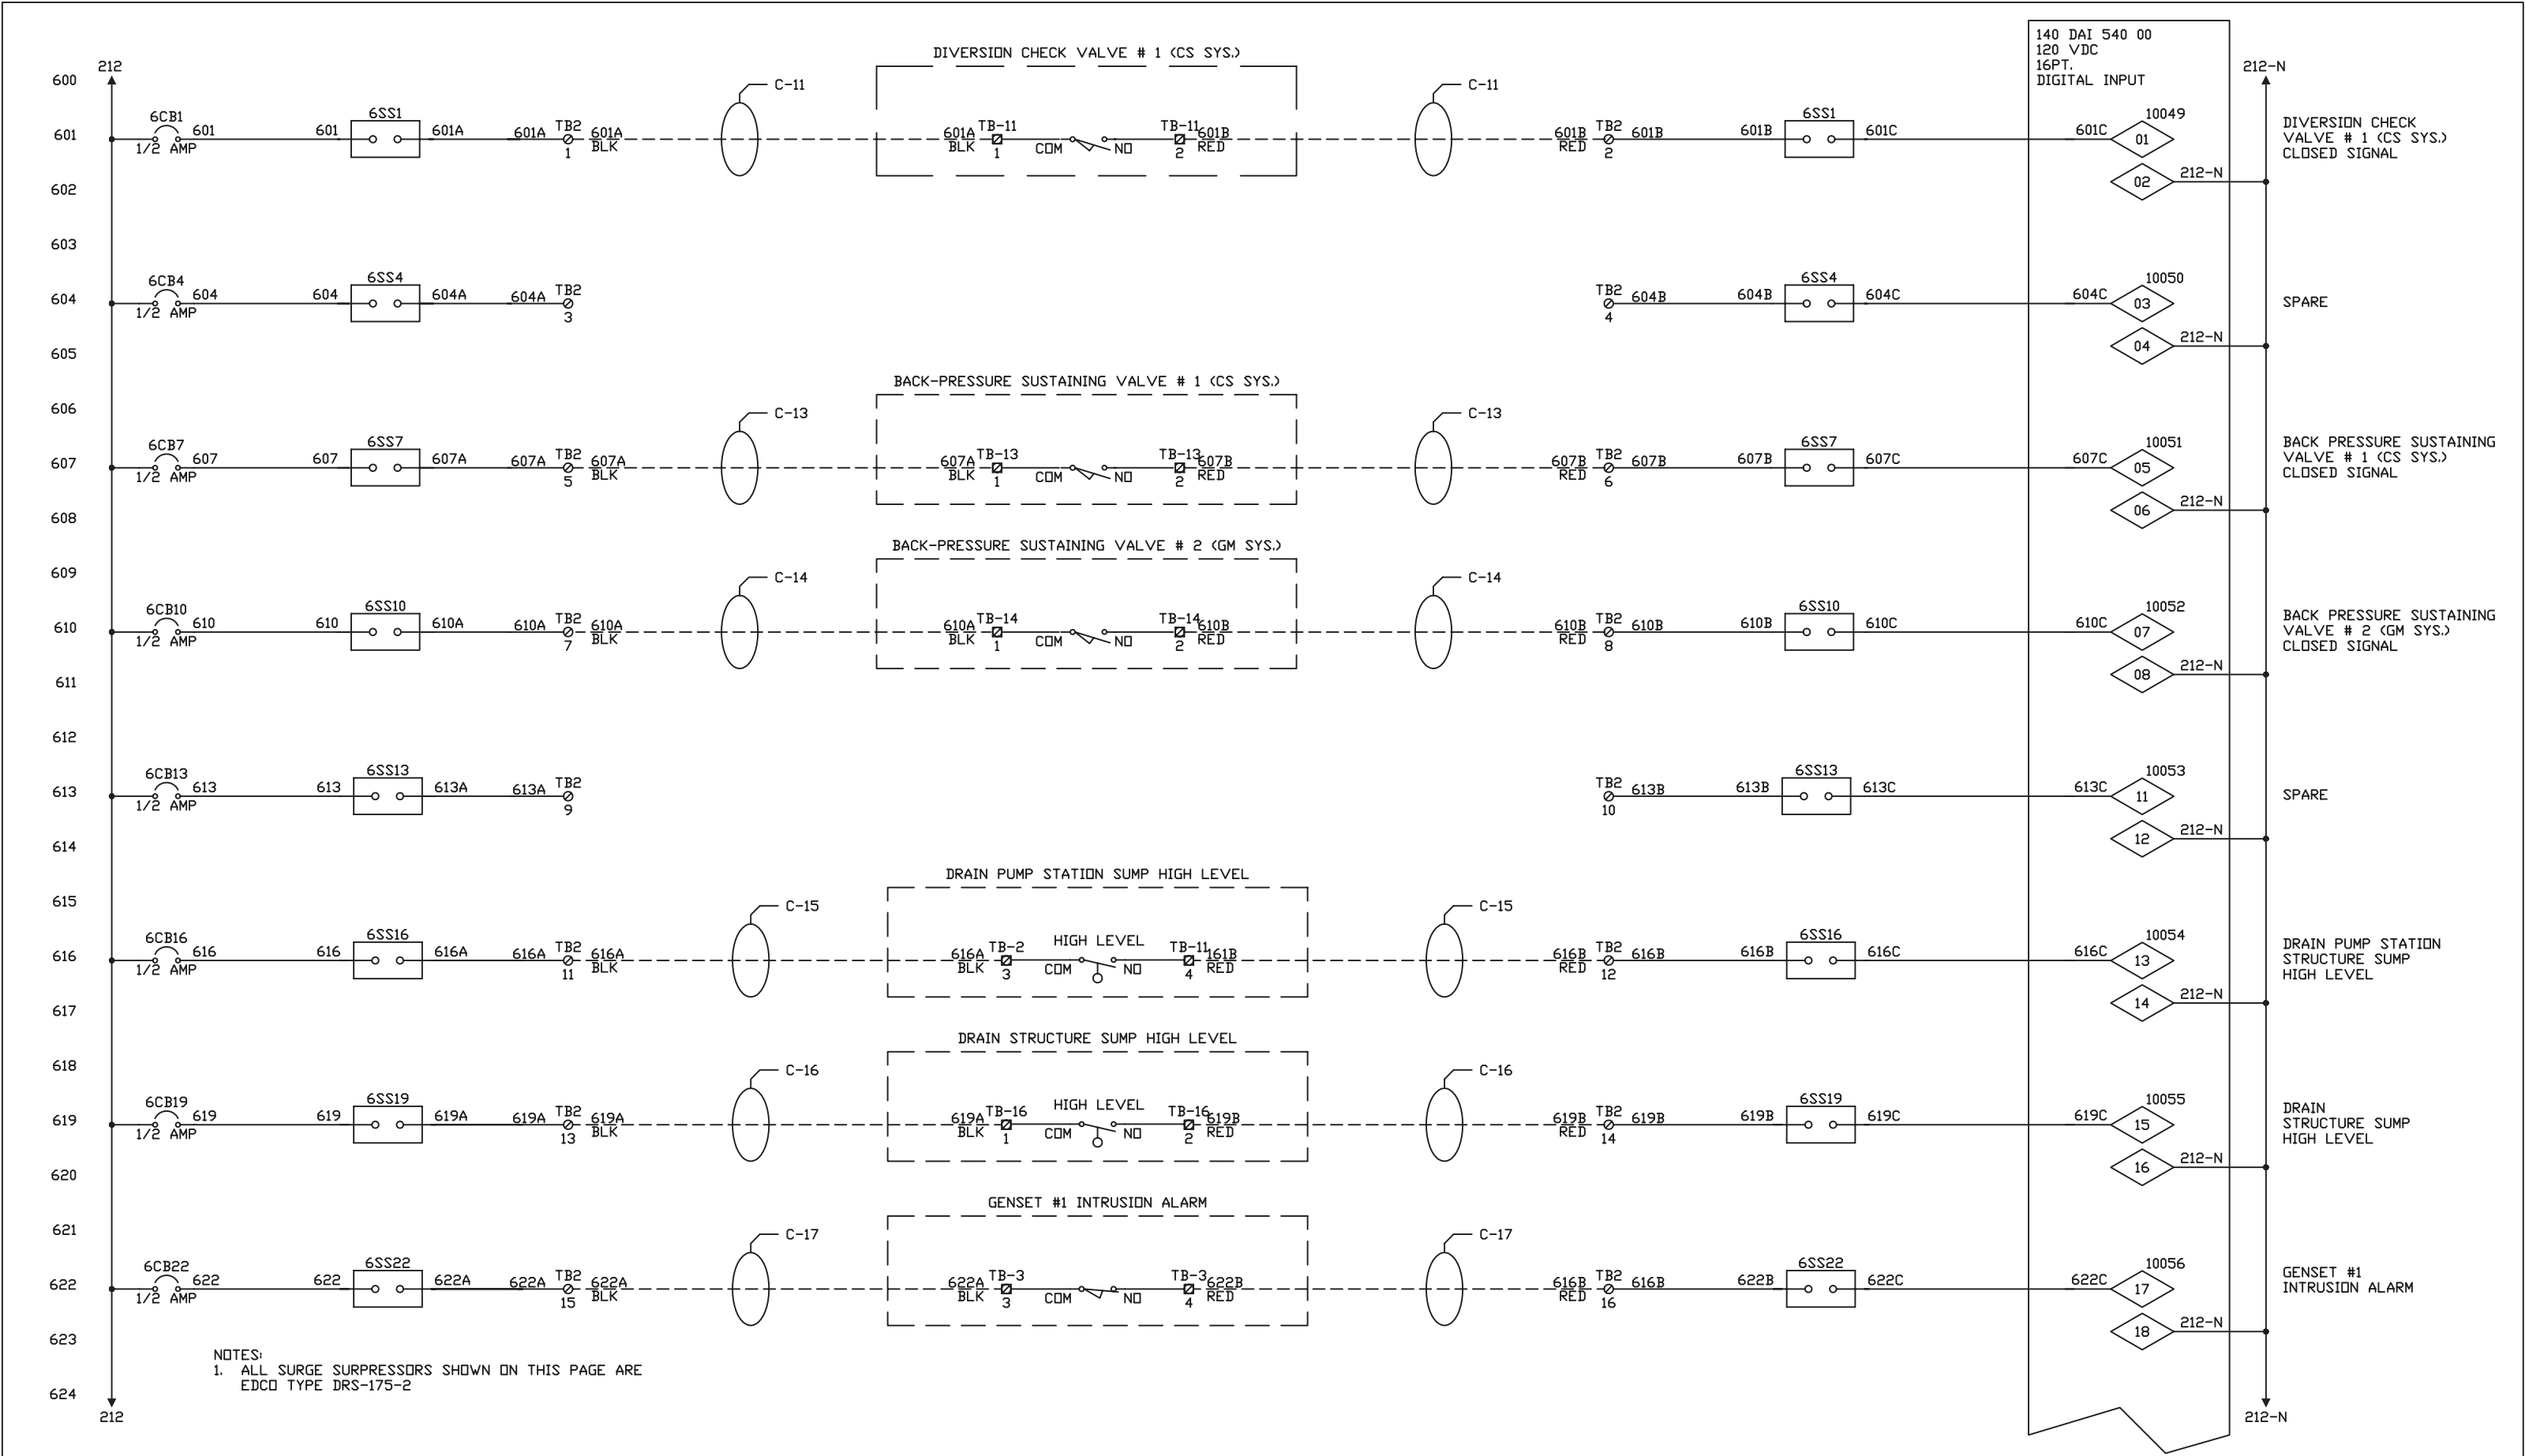 140 DAI 540 00
120 VDC
16PT.
DIGITAL INPUT
DIVERSION CHECK VALVE # 1 (CS SYS.)
600 212 C-11 C-11 212-N
6CB1 6SS1 6SS1 10049
601 601 601 601A 601A TB2 601A 601A TB-11 TB-11 601B 601B TB2 601B 601B 601C 601C 01
1/2 AMP 1 BLK BLK 1 COM NO 2 RED RED 2
DIVERSION CHECK
VALVE # 1 (CS SYS.)
CLOSED SIGNAL
602 02 212-N
603
6CB4 6SS4 6SS4 10050
604 604 604 604A 604A TB2 TB2 604B 604B 604C 604C 03 SPARE
1/2 AMP 3 4
605 04 212-N
BACK-PRESSURE SUSTAINING VALVE # 1 (CS SYS.)
606 C-13 C-13
6CB7 6SS7 6SS7 10051
607 607 607 607A 607A TB2 607A 607A TB-13 TB-13 607B 607B TB2 607B 607B 607C 607C 05
1/2 AMP 5 BLK BLK 1 COM NO 2 RED RED 6
BACK PRESSURE SUSTAINING
VALVE # 1 (CS SYS.)
CLOSED SIGNAL
608 06 212-N
BACK-PRESSURE SUSTAINING VALVE # 2 (GM SYS.)
609 C-14 C-14
6CB10 6SS10 6SS10 10052
610 610 610 610A 610A TB2 610A 610A TB-14 TB-14 610B 610B TB2 610B 610B 610C 610C 07
1/2 AMP 7 BLK BLK 1 COM NO 2 RED RED 8
BACK PRESSURE SUSTAINING
VALVE # 2 (GM SYS.)
CLOSED SIGNAL
611 08 212-N
612
6CB13 6SS13 6SS13 10053
613 613 613 613A 613A TB2 TB2 613B 613B 613C 613C 11 SPARE
1/2 AMP 9 10
614 12 212-N
DRAIN PUMP STATION SUMP HIGH LEVEL
615 C-15 C-15
6CB16 6SS16 HIGH LEVEL 6SS16 10054
616 616 616 616A 616A TB2 616A 616A TB-2 TB-11 161B 616B TB2 616B 616B 616C 616C 13
1/2 AMP 11 BLK BLK 3 COM NO 4 RED RED 12
DRAIN PUMP STATION
STRUCTURE SUMP
HIGH LEVEL
617 14 212-N
DRAIN STRUCTURE SUMP HIGH LEVEL
618 C-16 C-16
6CB19 6SS19 HIGH LEVEL 6SS19 10055
619 619 619 619A 619A TB2 619A 619A TB-16 TB-16 619B 619B TB2 619B 619B 619C 619C 15
1/2 AMP 13 BLK BLK 1 COM NO 2 RED RED 14
DRAIN
STRUCTURE SUMP
HIGH LEVEL
620 16 212-N
GENSET #1 INTRUSION ALARM
621 C-17 C-17
6CB22 6SS22 6SS22 10056
622 622 622 622A 622A TB2 622A 622A TB-3 TB-3 622B 616B TB2 616B 622B 622C 622C 17
1/2 AMP 15 BLK BLK 3 COM NO 4 RED RED 16
GENSET #1
INTRUSION ALARM
623 18 212-N
NOTES:
1. ALL SURGE SURPRESSORS SHOWN ON THIS PAGE ARE
EDCO TYPE DRS-175-2
624
212 212-N